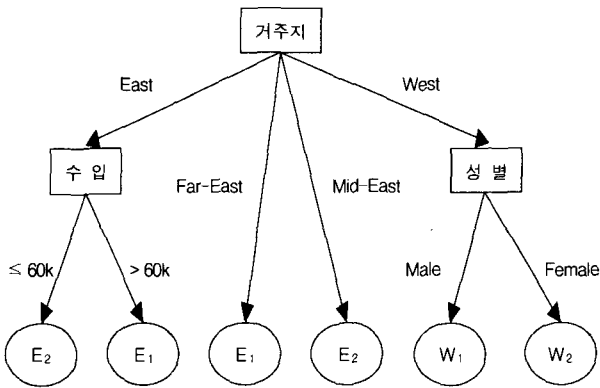 거주지
East
West
수 입
성 별
Far-East
Mid-East
≤ 60k
> 60k
Male
Female
E₂
E₁
E₁
E₂
W₁
W₂